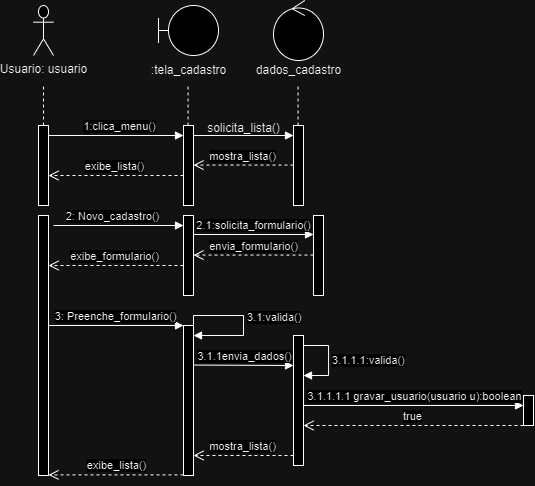 Usuario: usuario
:tela_cadastro
dados_cadastro
1:clica_menu()
solicita_lista()
mostra_lista()
exibe_lista()
2: Novo_cadastro()
2.1:solicita_formulario()
envia_formulario()
exibe_formulario()
3: Preenche_formulario()
3.1:valida()
3.1.1envia_dados()
3.1.1.1:valida()
3.1.1.1.1 gravar_usuario(usuario u):boolean
true
mostra_lista()
exibe_lista()